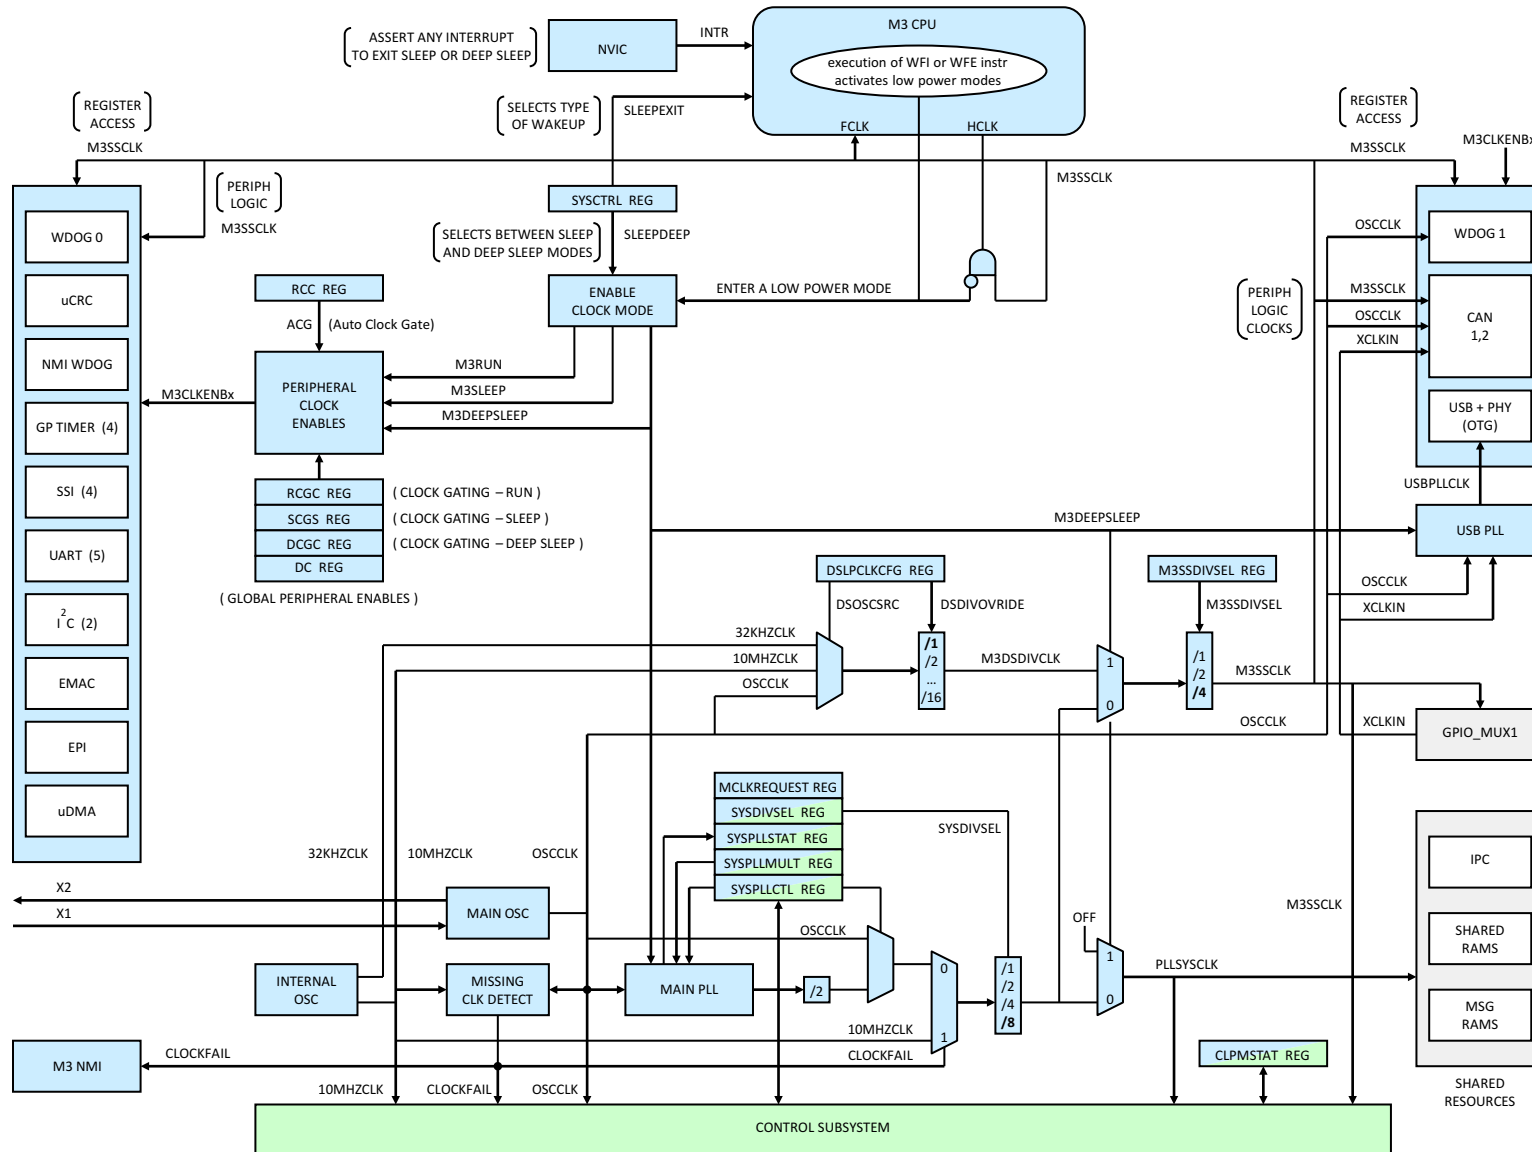 M3 CPU
ASSERT ANY INTERRUPT
TO EXIT SLEEP OR DEEP SLEEP
NVIC
INTR
execution of WFI or WFE instr
activates low power modes
REGISTER
ACCESS
SELECTS TYPE
OF WAKEUP
SLEEPEXIT
FCLK
HCLK
REGISTER
ACCESS
M3SSCLK
M3SSCLK
M3CLKENBx
PERIPH
LOGIC
M3SSCLK
SYSCTRL REG
M3SSCLK
WDOG 0
SELECTS BETWEEN SLEEP
AND DEEP SLEEP MODES
SLEEPDEEP
OSCCLK
WDOG 1
RCC REG
ENABLE
CLOCK MODE
ENTER A LOW POWER MODE
PERIPH
LOGIC
CLOCKS
M3SSCLK
OSCCLK
XCLKIN
CAN
1,2
uCRC
ACG
(Auto Clock Gate)
NMI WDOG
PERIPHERAL
CLOCK
ENABLES
M3RUN
M3SLEEP
M3DEEPSLEEP
M3CLKENBx
USB + PHY
(OTG)
GP TIMER (4)
SSI (4)
RCGC REG
( CLOCK GATING – RUN )
SCGS REG
( CLOCK GATING – SLEEP )
DCGC REG
( CLOCK GATING – DEEP SLEEP )
DC REG
( GLOBAL PERIPHERAL ENABLES )
USBPLLCLK
M3DEEPSLEEP
USB PLL
UART (5)
DSLPCLKCFG REG
M3SSDIVSEL REG
OSCCLK
XCLKIN
I2C (2)
DSOSCSRC
DSDIVOVRIDE
M3SSDIVSEL
32KHZCLK
10MHZCLK
OSCCLK
/1
/2
...
/16
M3DSDIVCLK
1
0
/1
/2
/4
M3SSCLK
EMAC
OSCCLK
XCLKIN
GPIO_MUX1
EPI
uDMA
MCLKREQUEST REG
SYSDIVSEL REG
SYSPLLSTAT REG
SYSPLLMULT REG
SYSPLLCTL REG
SYSDIVSEL
32KHZCLK
10MHZCLK
OSCCLK
IPC
X2
X1
MAIN OSC
OSCCLK
OFF
M3SSCLK
SHARED
RAMS
INTERNAL
OSC
MISSING
CLK DETECT
MAIN PLL
/2
0
1
/1
/2
/4
/8
1
0
PLLSYSCLK
MSG
RAMS
10MHZCLK
CLOCKFAIL
M3 NMI
CLOCKFAIL
CLPMSTAT REG
10MHZCLK
CLOCKFAIL
OSCCLK
SHARED
RESOURCES
CONTROL SUBSYSTEM